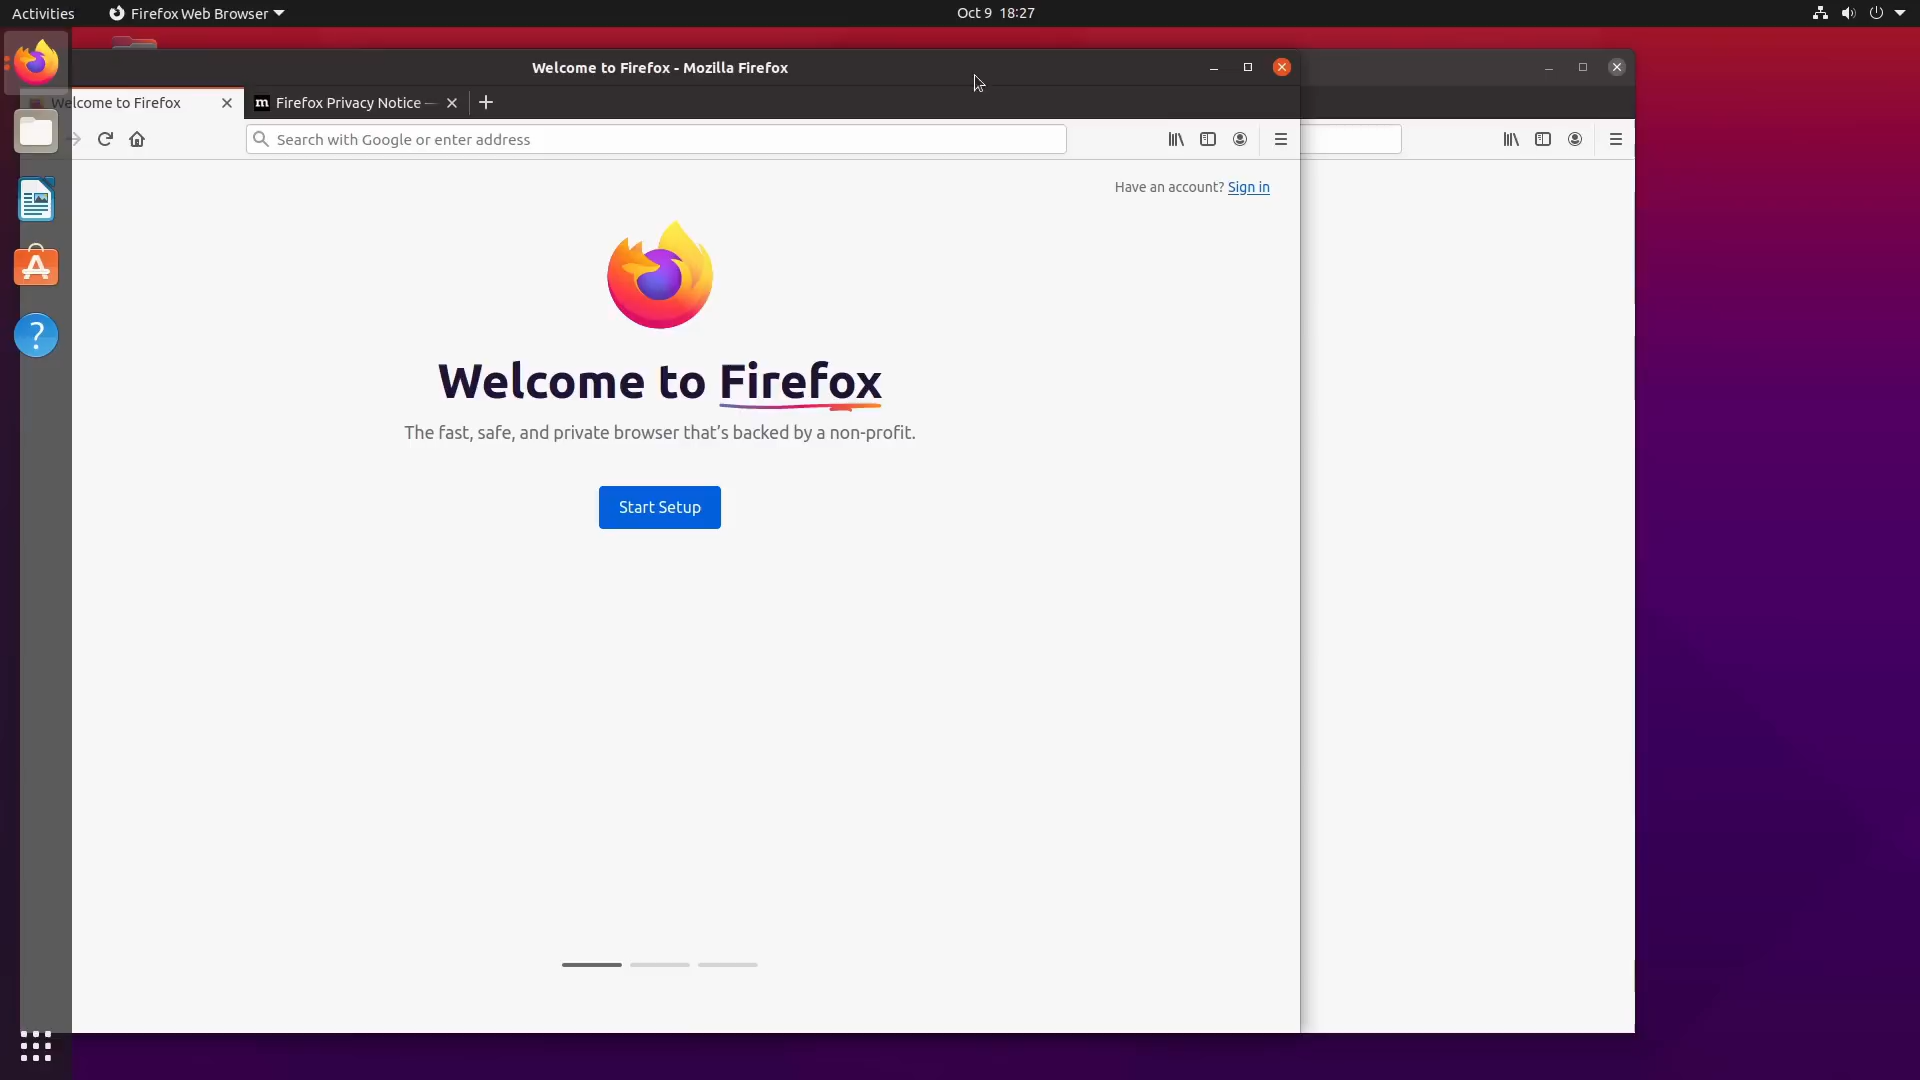 Activities
Firefox Web Browser
Oct 9 18:27
Welcome to Firefox - Mozilla Firefox
Welcome to Firefox
m Firefox Privacy Notice —
Search with Google or enter address
Have an account? Sign in
Welcome to Firefox
The fast, safe, and private browser that’s backed by a non-profit.
Start Setup